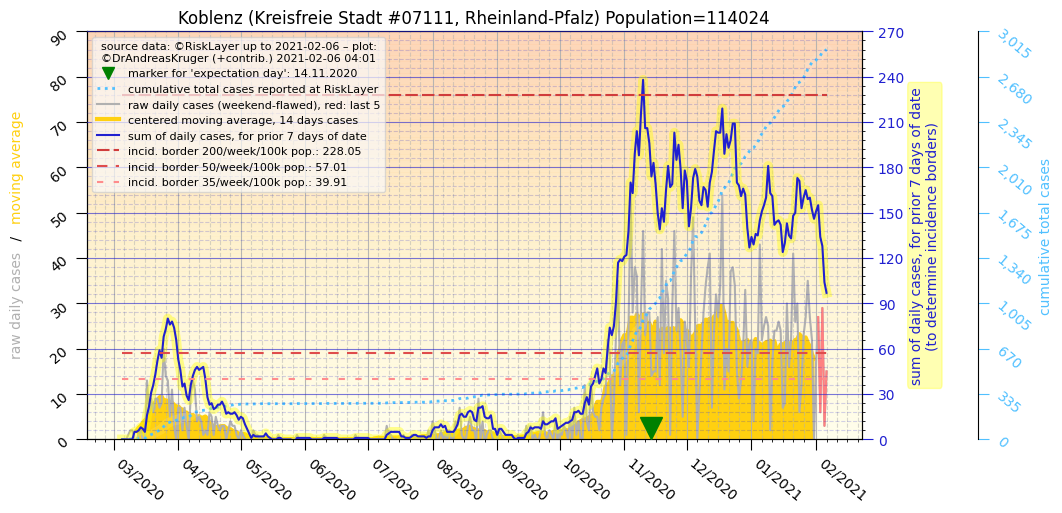 Koblenz (Kreisfreie Stadt #07111, Rheinland-Pfalz) Population=114024
source data: ©RiskLayer up to 2021-02-06 – plot:
©DrAndreasKruger (+contrib.) 2021-02-06 04:01
marker for 'expectation day': 14.11.2020
cumulative total cases reported at RiskLayer
raw daily cases (weekend-flawed), red: last 5
centered moving average, 14 days cases
sum of daily cases, for prior 7 days of date
incid. border 200/week/100k pop.: 228.05
incid. border 50/week/100k pop.: 57.01
incid. border 35/week/100k pop.: 39.91
raw daily cases / moving average
90
80
70
60
50
40
30
20
10
0
03/2020
04/2020
05/2020
06/2020
07/2020
08/2020
09/2020
10/2020
11/2020
12/2020
01/2021
02/2021
270
240
210
180
150
120
90
60
30
0
sum of daily cases, for prior 7 days of date
(to determine incidence borders)
3,015
2,680
2,345
2,010
1,675
1,340
1,005
670
335
0
cumulative total cases